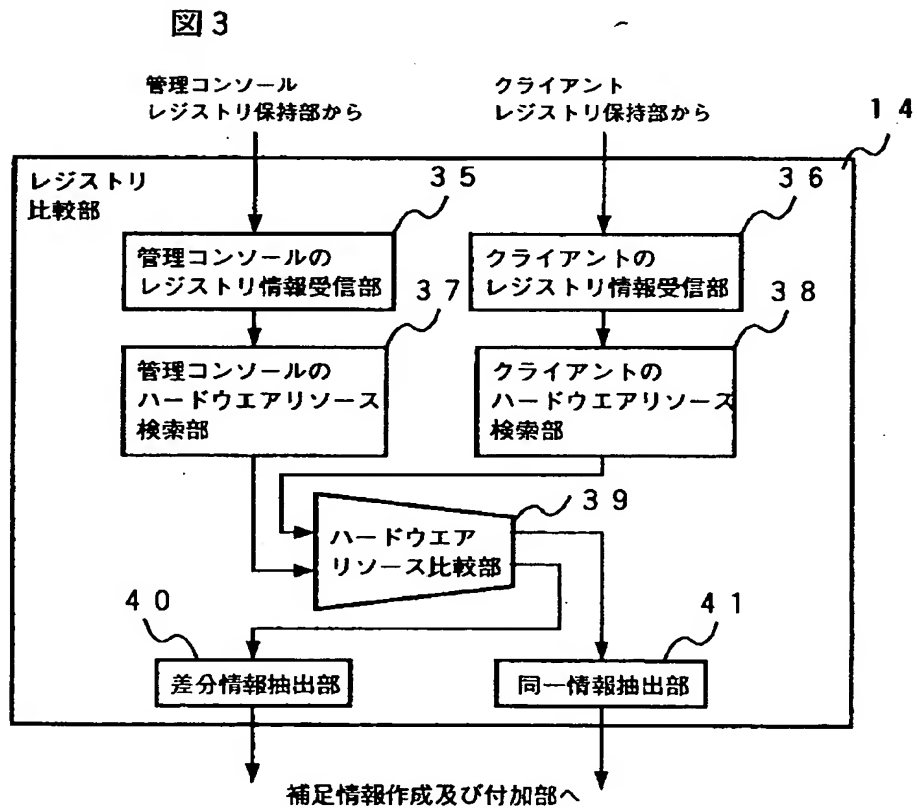 図3
管理コンソール
レジストリ保持部から
クライアント
レジストリ保持部から
14
レジストリ
比較部
35
36
管理コンソールの
レジストリ情報受信部
クライアントの
レジストリ情報受信部
37
38
管理コンソールの
ハードウエアリソース
検索部
クライアントの
ハードウエアリソース
検索部
39
ハードウエア
リソース比較部
40
41
差分情報抽出部
同一情報抽出部
補足情報作成及び付加部へ